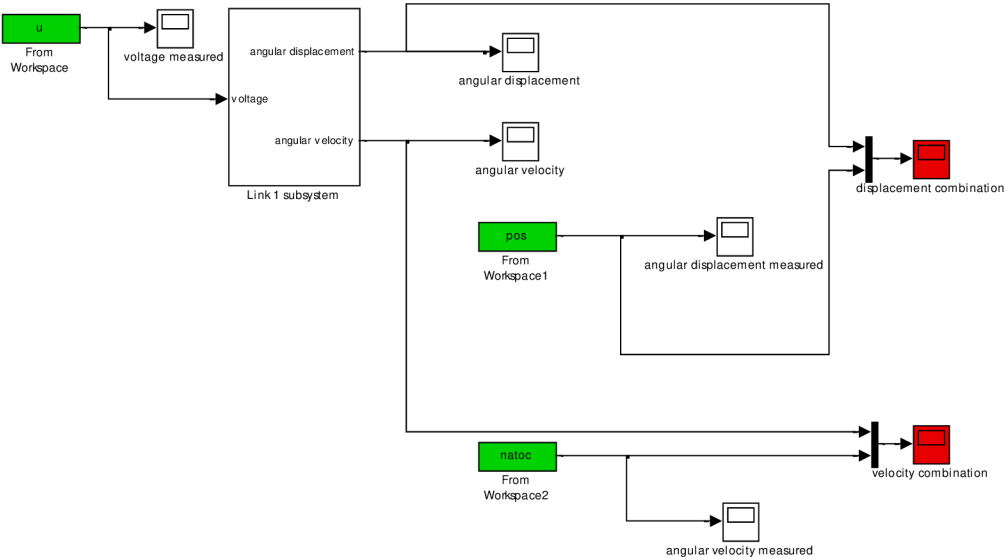 u
From
Workspace
voltage measured
angular displacement
voltage
angular velocity
Link 1 subsystem
angular displacement
angular velocity
displacement combination
pos
From
Workspace1
angular displacement measured
natoc
From
Workspace2
velocity combination
angular velocity measured